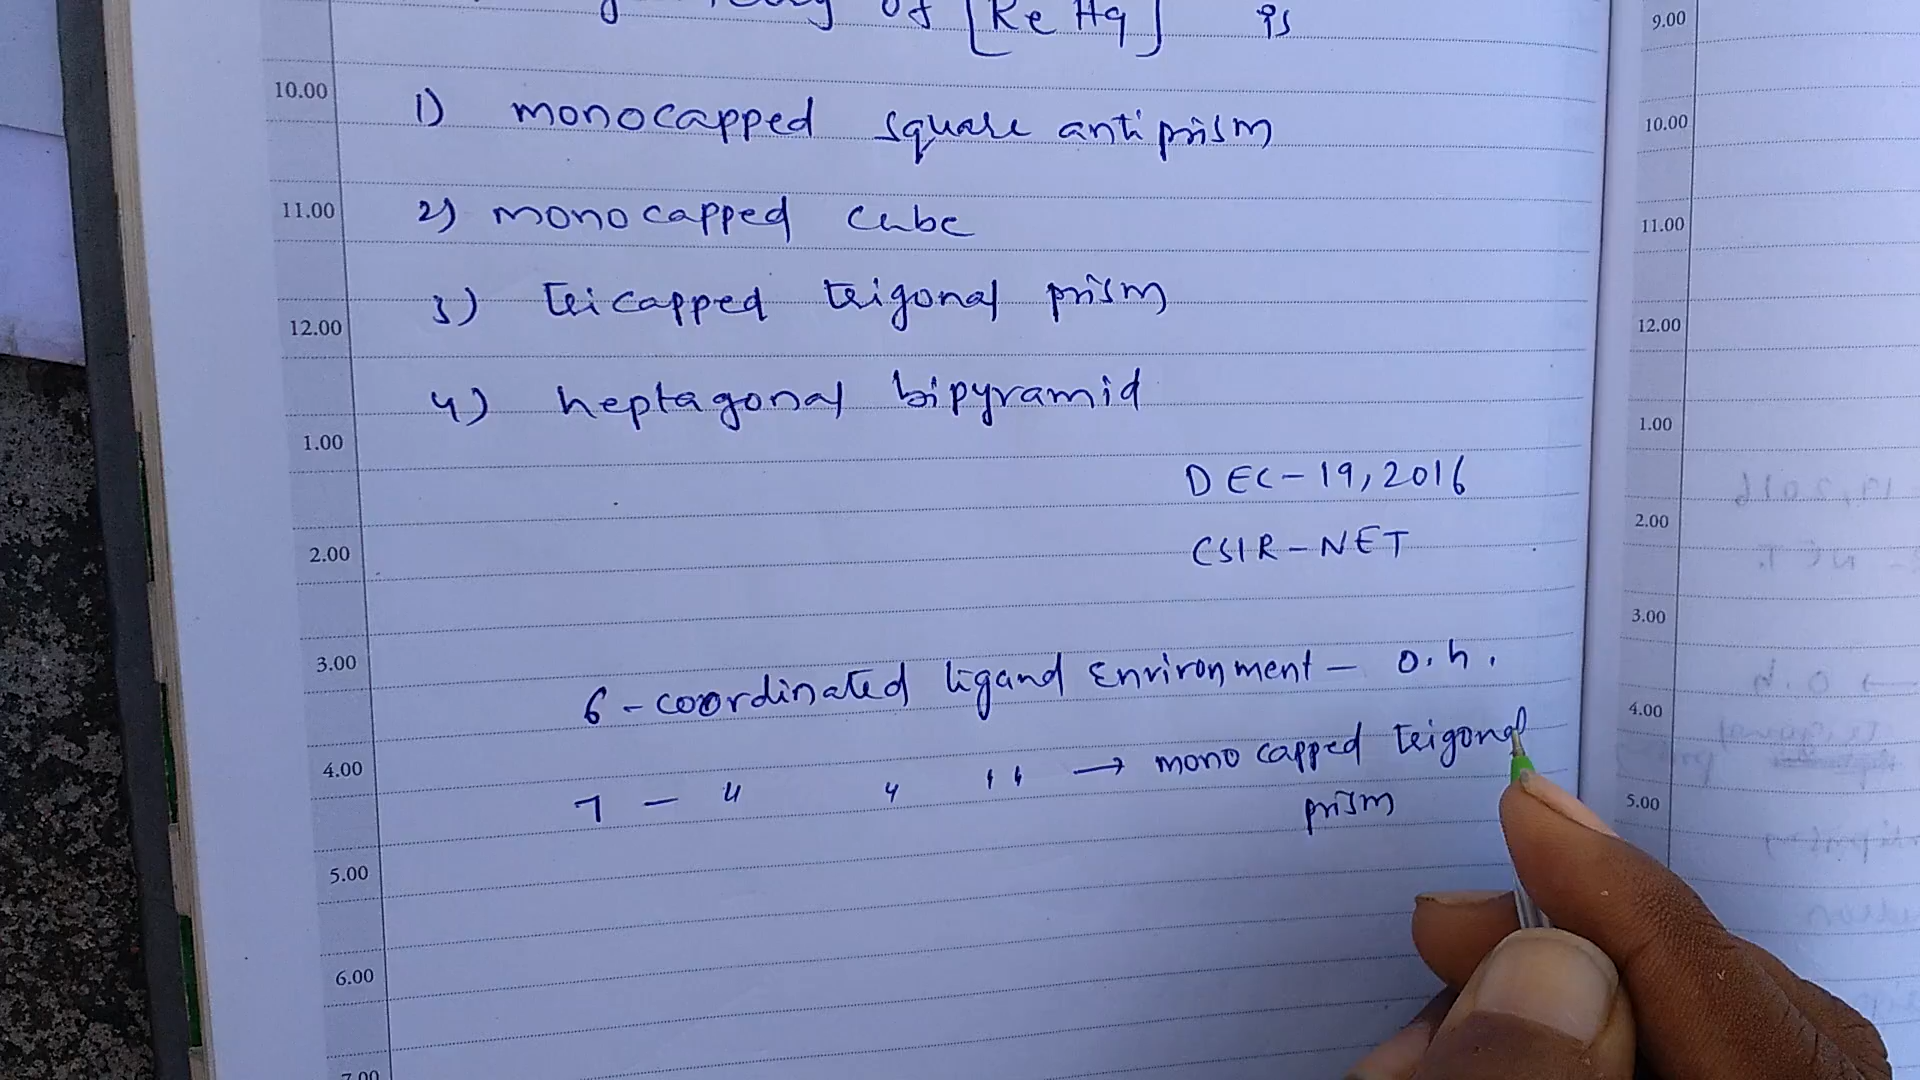 of [ReH9] is
1) monocapped square antiprism
2) monocapped cube
3) tricapped trigonal prism
4) heptagonal bipyramid
DEC-19,2016
CSIR-NET
6-coordinated ligand Environment - o.h.
7 - " " " → mono capped trigonal
prism
10.00
11.00
12.00
1.00
2.00
3.00
4.00
5.00
6.00
7.00
9.00
10.00
11.00
12.00
1.00
2.00
3.00
4.00
5.00